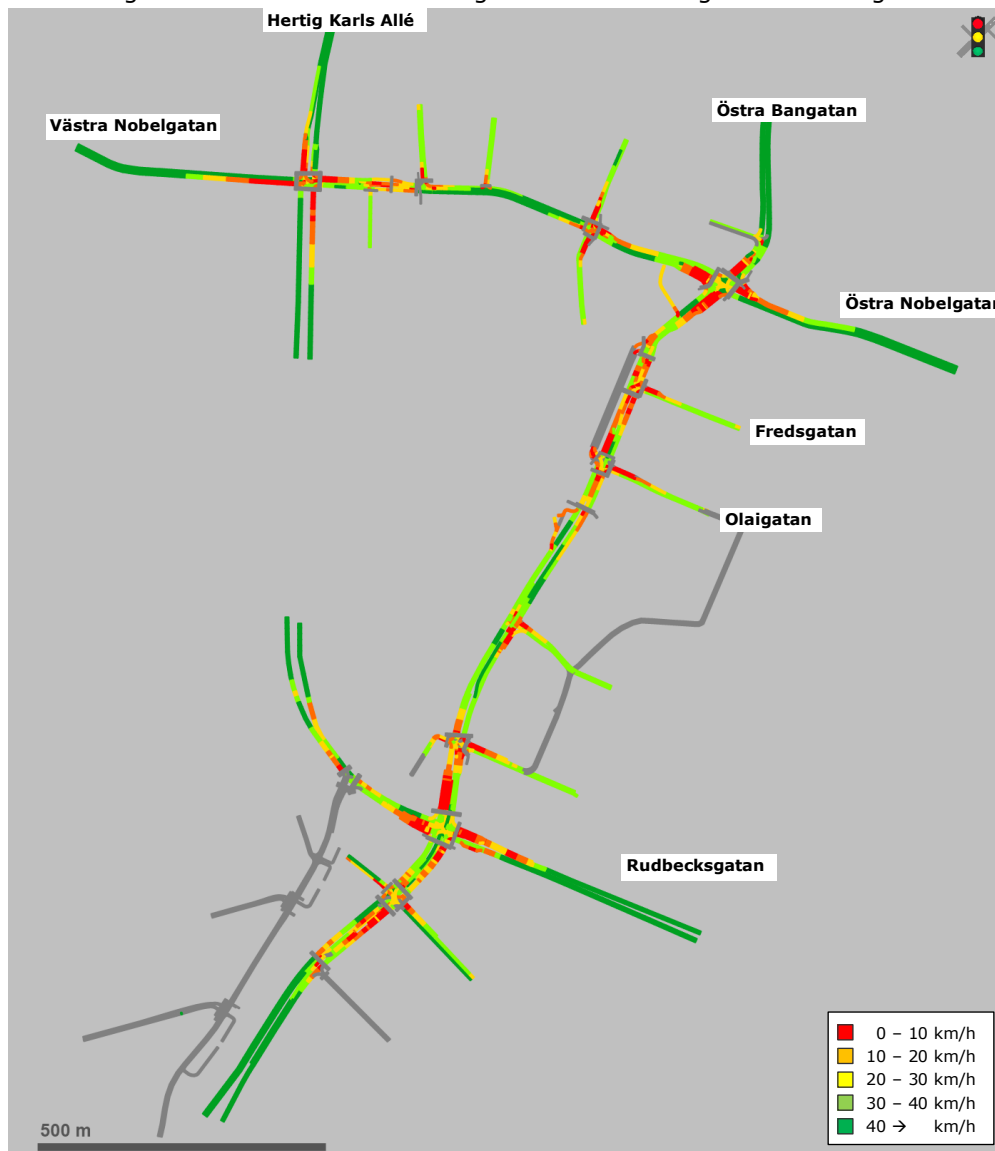 Hertig Karls Allé
Västra Nobelgatan
Östra Bangatan
Östra Nobelgatan
Fredsgatan
Olaigatan
Rudbecksgatan
0 – 10 km/h
10 – 20 km/h
20 – 30 km/h
30 – 40 km/h
40 → km/h
500 m